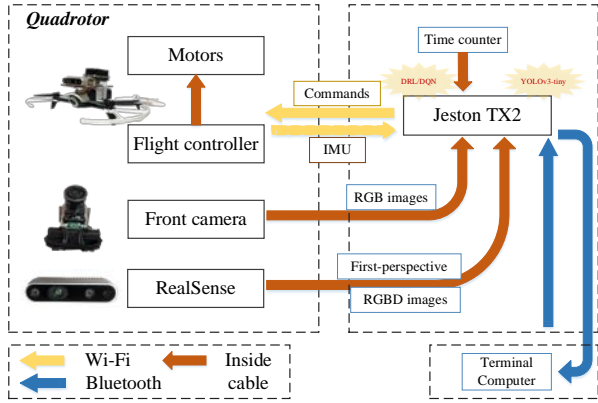 Quadrotor
Motors
Flight controller
Front camera
RealSense
Commands
IMU
RGB images
First-perspective
RGBD images
Time counter
DRL/DQN
YOLOv3-tiny
Jeston TX2
Wi-Fi
Bluetooth
Inside
cable
Terminal
Computer